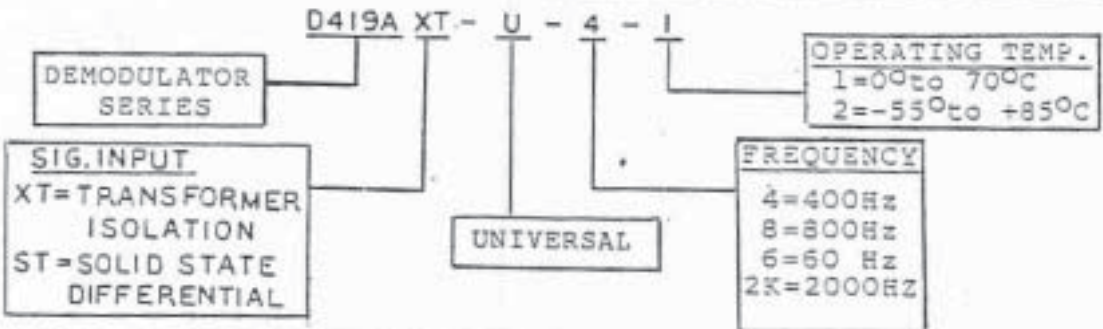 D419A XT - U - 4 - 1
DEMODULATOR
SERIES
OPERATING TEMP.
1=0°to 70°C
2=-55°to +85°C
SIG. INPUT
XT=TRANSFORMER
ISOLATION
ST=SOLID STATE
DIFFERENTIAL
UNIVERSAL
FREQUENCY
4=400Hz
8=800Hz
6=60 Hz
2K=2000HZ